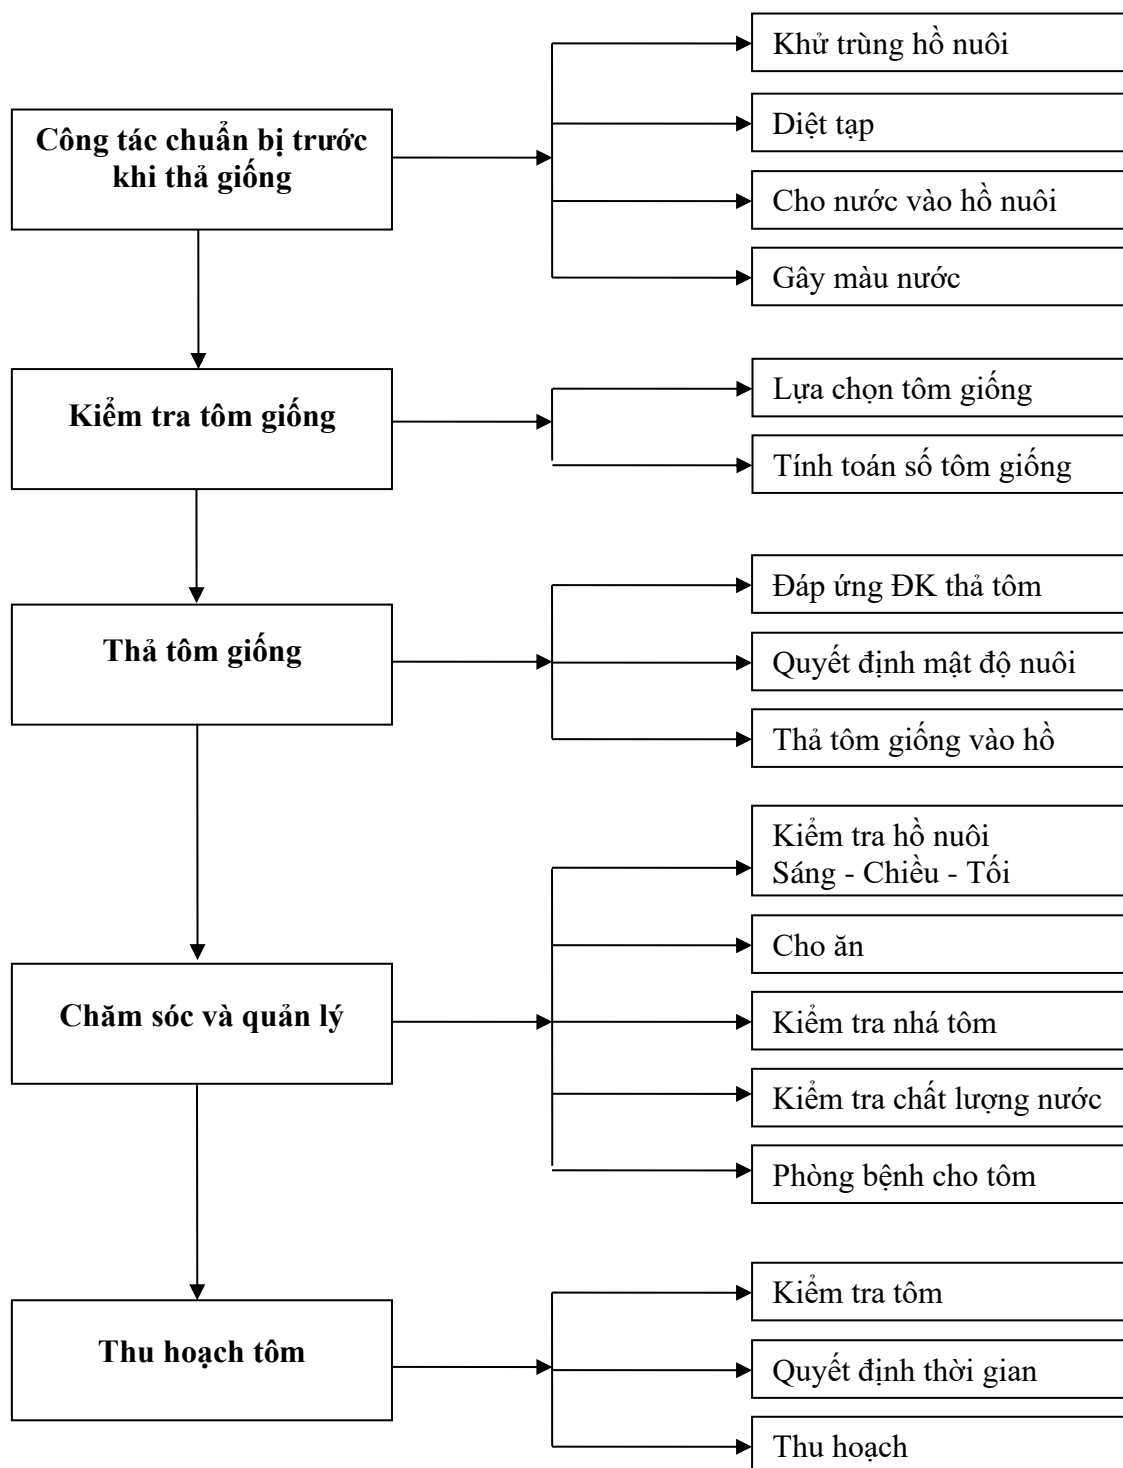 Công tác chuẩn bị trước
khi thả giống
Khử trùng hồ nuôi
Diệt tạp
Cho nước vào hồ nuôi
Gây màu nước
Kiểm tra tôm giống
Lựa chọn tôm giống
Tính toán số tôm giống
Thả tôm giống
Đáp ứng ĐK thả tôm
Quyết định mật độ nuôi
Thả tôm giống vào hồ
Chăm sóc và quản lý
Kiểm tra hồ nuôi
Sáng - Chiều - Tối
Cho ăn
Kiểm tra nhá tôm
Kiểm tra chất lượng nước
Phòng bệnh cho tôm
Thu hoạch tôm
Kiểm tra tôm
Quyết định thời gian
Thu hoạch